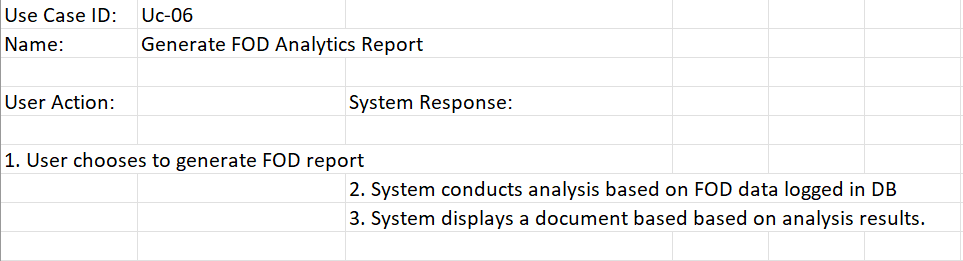 Use Case ID: Uc-06
Name: Generate FOD Analytics Report
User Action: System Response:
1. User chooses to generate FOD report
2. System conducts analysis based on FOD data logged in DB
3. System displays a document based based on analysis results.